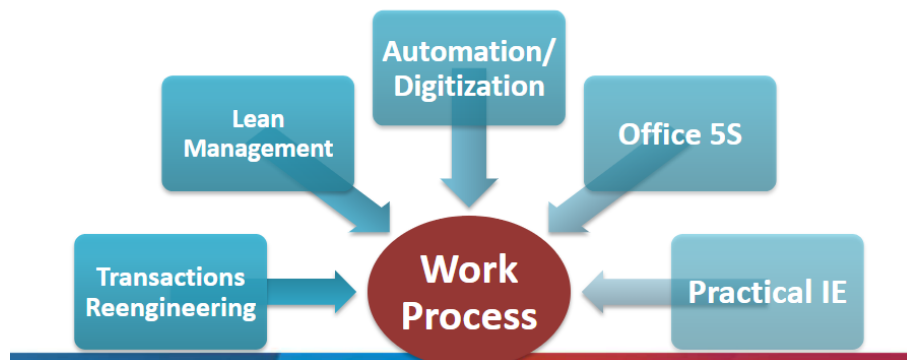 Automation/
Digitization
Lean
Management
Office 5S
Transactions
Reengineering
Work
Process
Practical IE